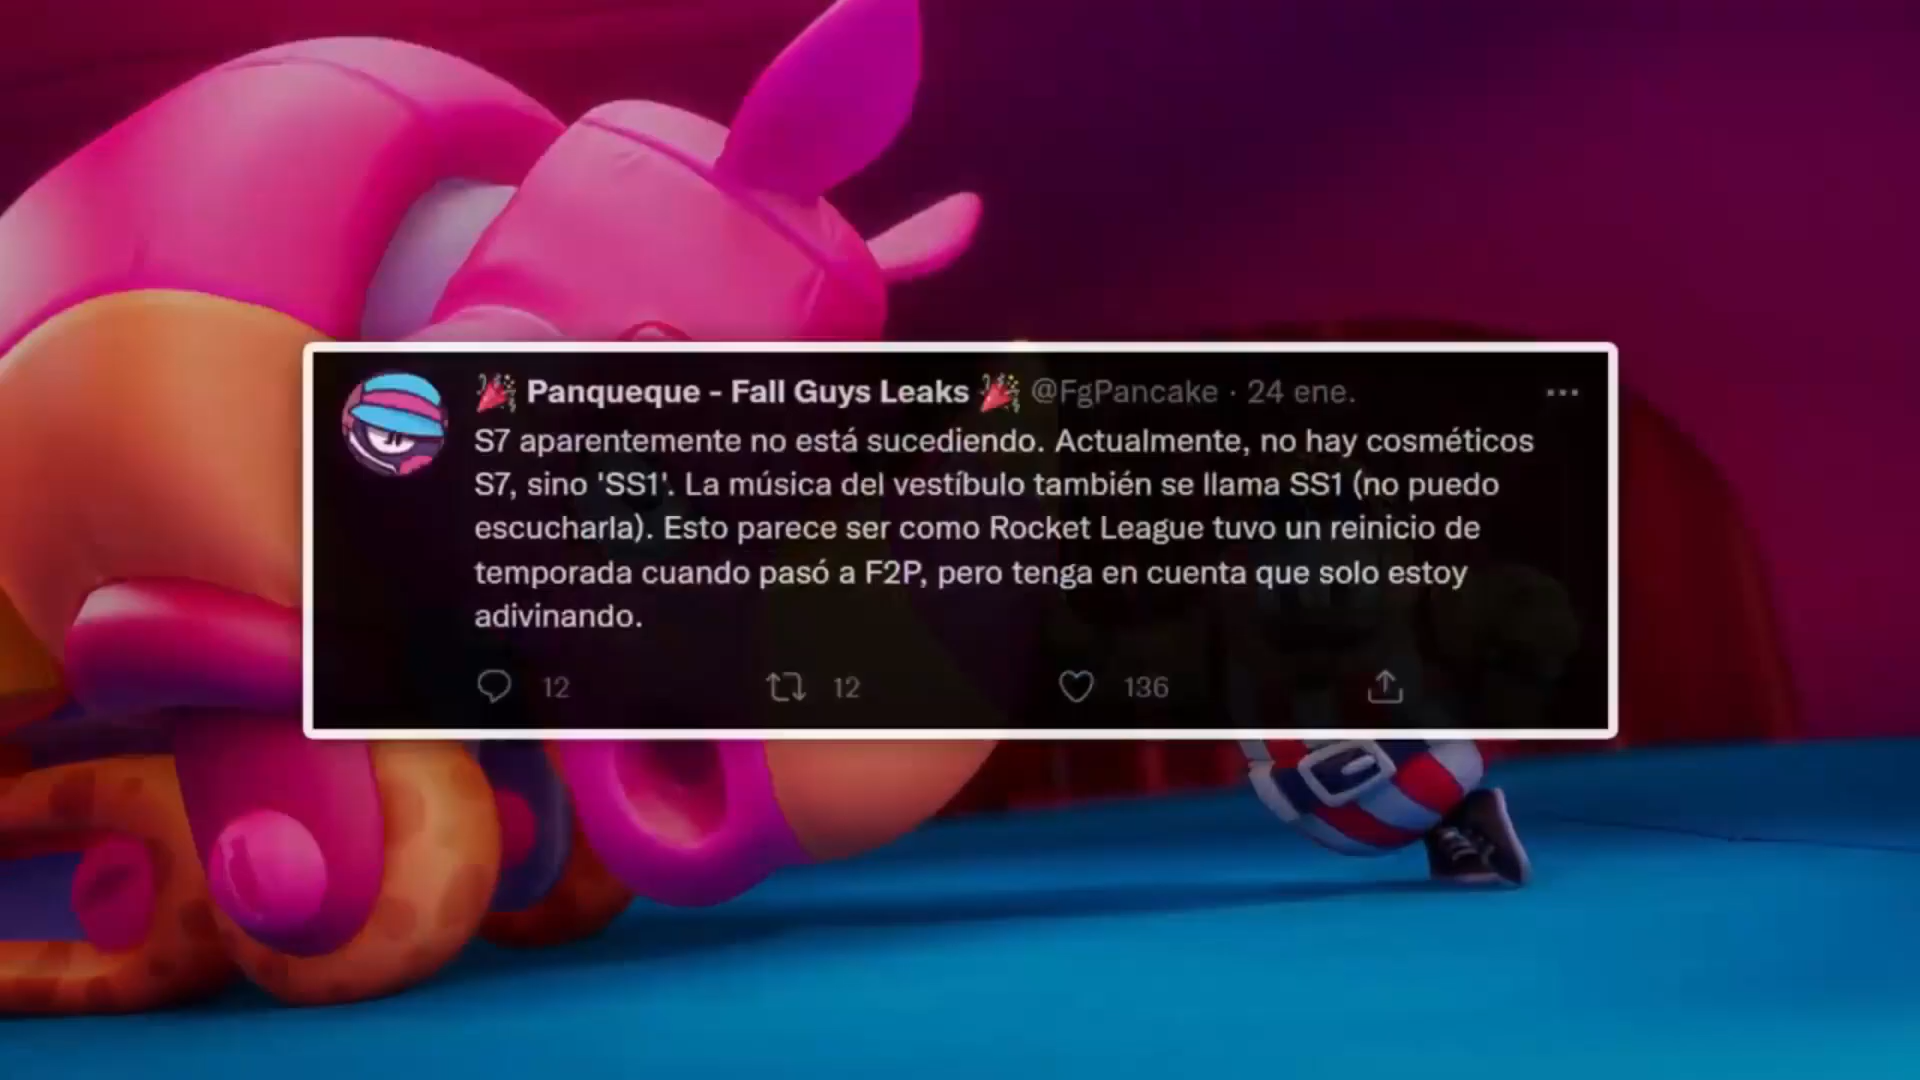 🎉 Panqueque - Fall Guys Leaks 🎉 @FgPancake · 24 ene.
S7 aparentemente no está sucediendo. Actualmente, no hay cosméticos
S7, sino 'SS1'. La música del vestíbulo también se llama SS1 (no puedo
escucharla). Esto parece ser como Rocket League tuvo un reinicio de
temporada cuando pasó a F2P, pero tenga en cuenta que solo estoy
adivinando.
12 12 136